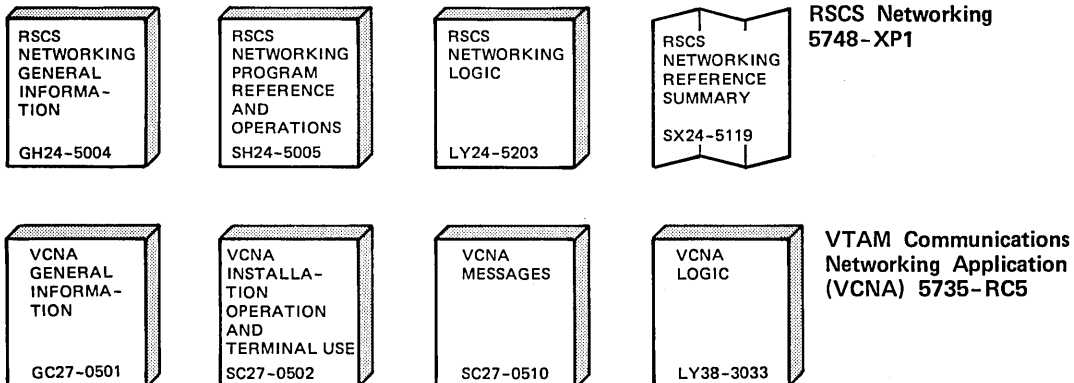 RSCS
NETWORKING
GENERAL
INFORMA-
TION
GH24-5004
RSCS
NETWORKING
PROGRAM
REFERENCE
AND
OPERATIONS
SH24-5005
RSCS
NETWORKING
LOGIC
LY24-5203
RSCS
NETWORKING
REFERENCE
SUMMARY
SX24-5119
RSCS Networking
5748-XP1
VCNA
GENERAL
INFORMA-
TION
GC27-0501
VCNA
INSTALLA-
TION
OPERATION
AND
TERMINAL USE
SC27-0502
VCNA
MESSAGES
SC27-0510
VCNA
LOGIC
LY38-3033
VTAM Communications
Networking Application
(VCNA) 5735-RC5